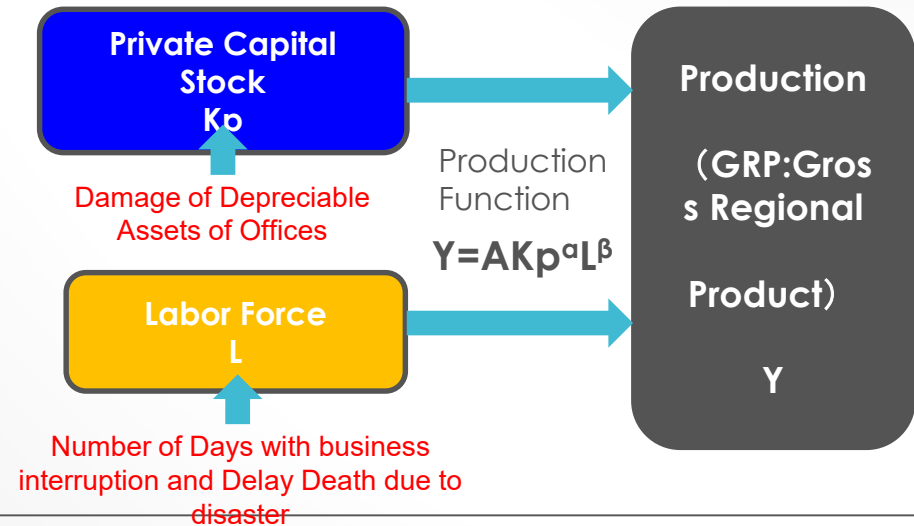 Private Capital
Stock
Kp
Damage of Depreciable
Assets of Offices
Labor Force
L
Number of Days with business
interruption and Delay Death due to
disaster
Production
Function
Y=AKpᵅLᵝ
Production
（GRP:Gros
s Regional
Product）
Y